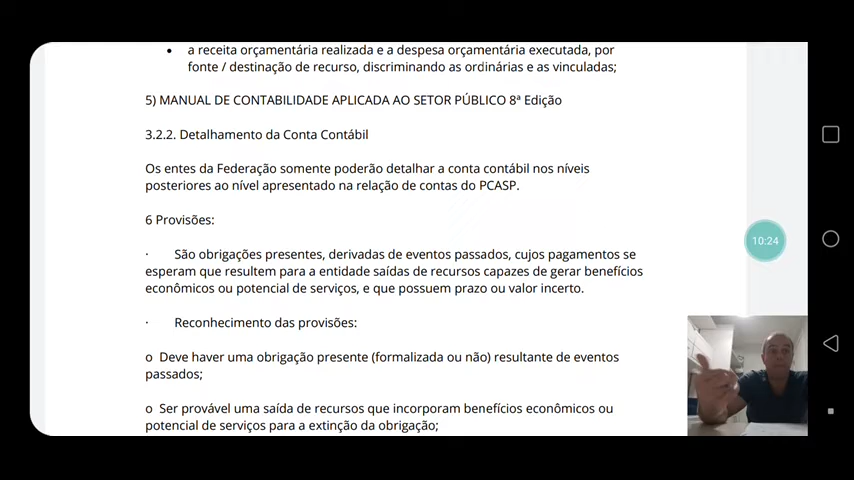 a receita orçamentária realizada e a despesa orçamentária executada, por
fonte / destinação de recurso, discriminando as ordinárias e as vinculadas;
5) MANUAL DE CONTABILIDADE APLICADA AO SETOR PÚBLICO 8ª Edição
3.2.2. Detalhamento da Conta Contábil
Os entes da Federação somente poderão detalhar a conta contábil nos níveis
posteriores ao nível apresentado na relação de contas do PCASP.
6 Provisões:
· São obrigações presentes, derivadas de eventos passados, cujos pagamentos se
esperam que resultem para a entidade saídas de recursos capazes de gerar benefícios
econômicos ou potencial de serviços, e que possuem prazo ou valor incerto.
· Reconhecimento das provisões:
o Deve haver uma obrigação presente (formalizada ou não) resultante de eventos
passados;
o Ser provável uma saída de recursos que incorporam benefícios econômicos ou
potencial de serviços para a extinção da obrigação;
10:24